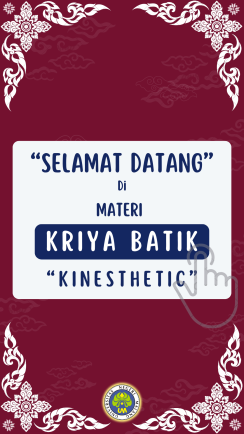 “SELAMAT DATANG”
Di
MATERI
KRIYA BATIK
“KINESTHETIC”